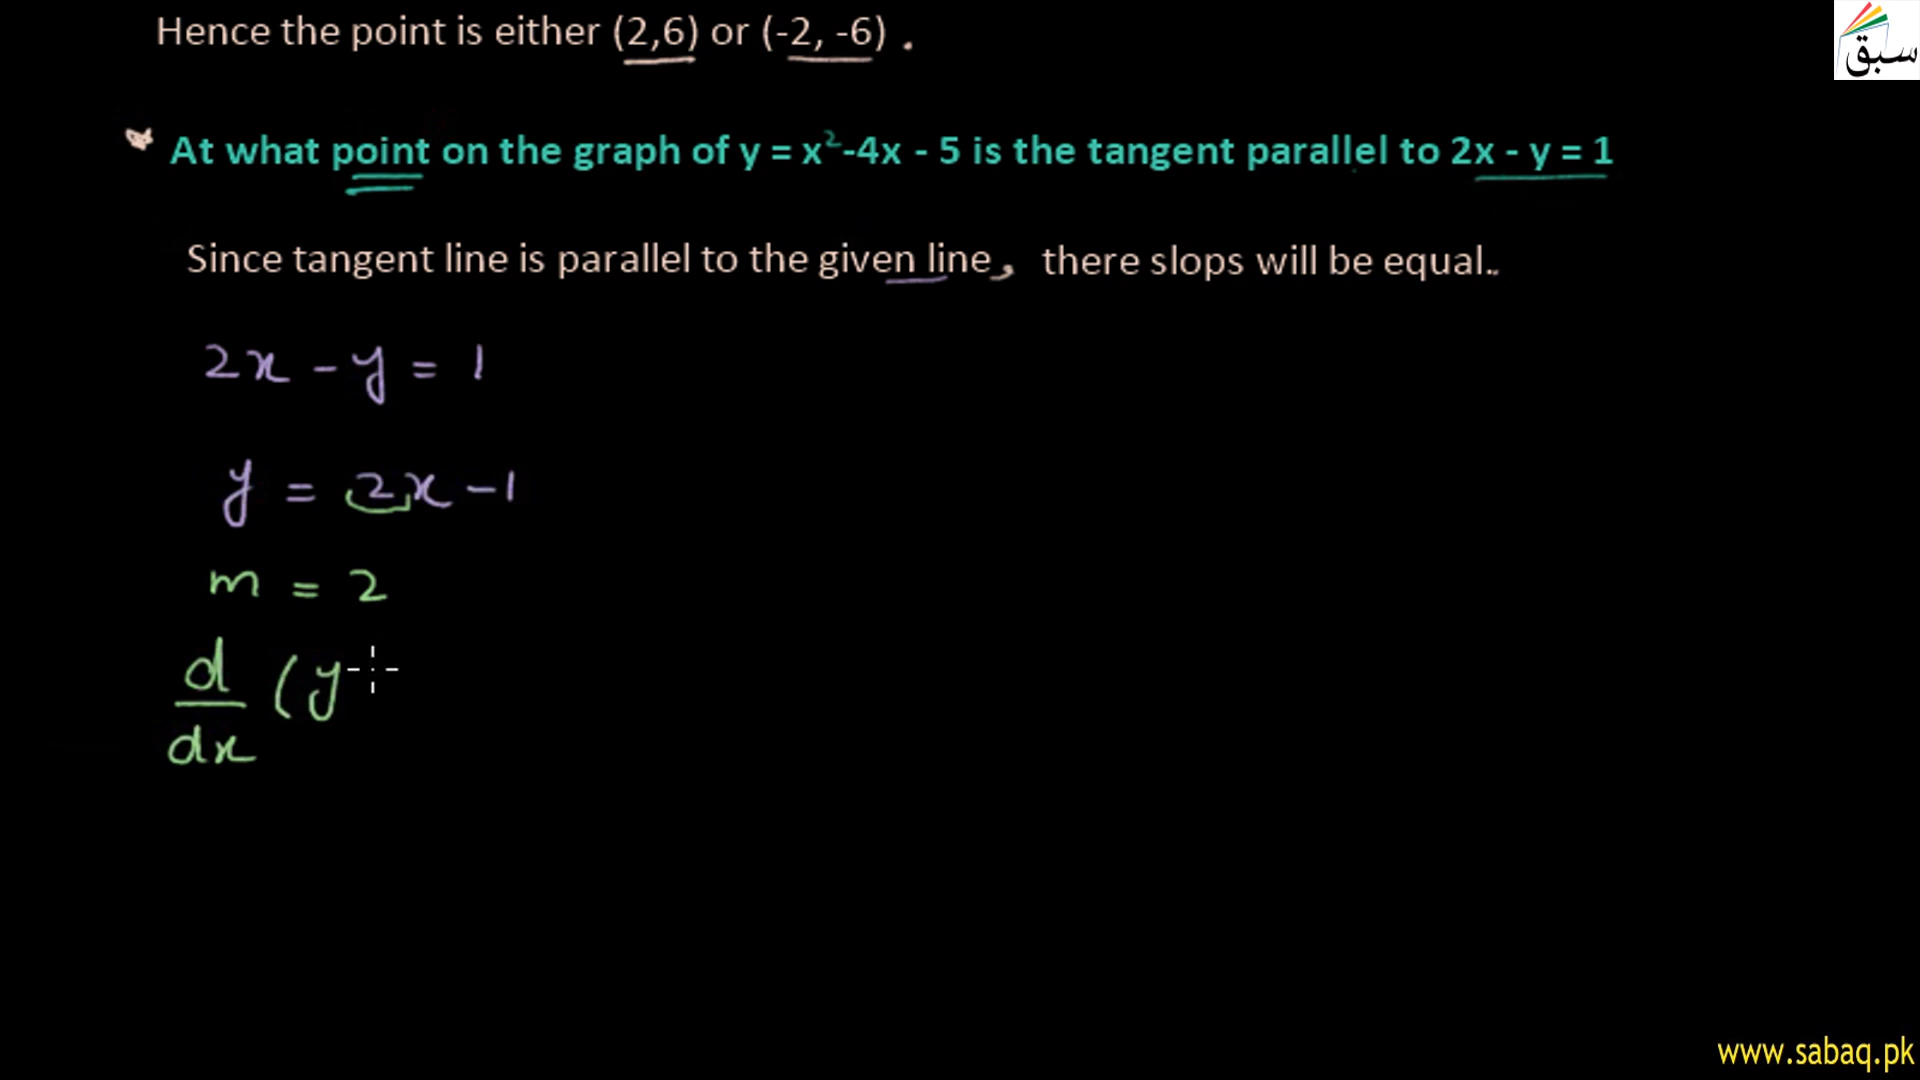 Hence the point is either (2,6) or (-2, -6) .
سبق
At what point on the graph of y = x²-4x - 5 is the tangent parallel to 2x - y = 1
Since tangent line is parallel to the given line, there slops will be equal..
2x - y = 1
y = 2x - 1
m = 2
d
dx
(y
www.sabaq.pk